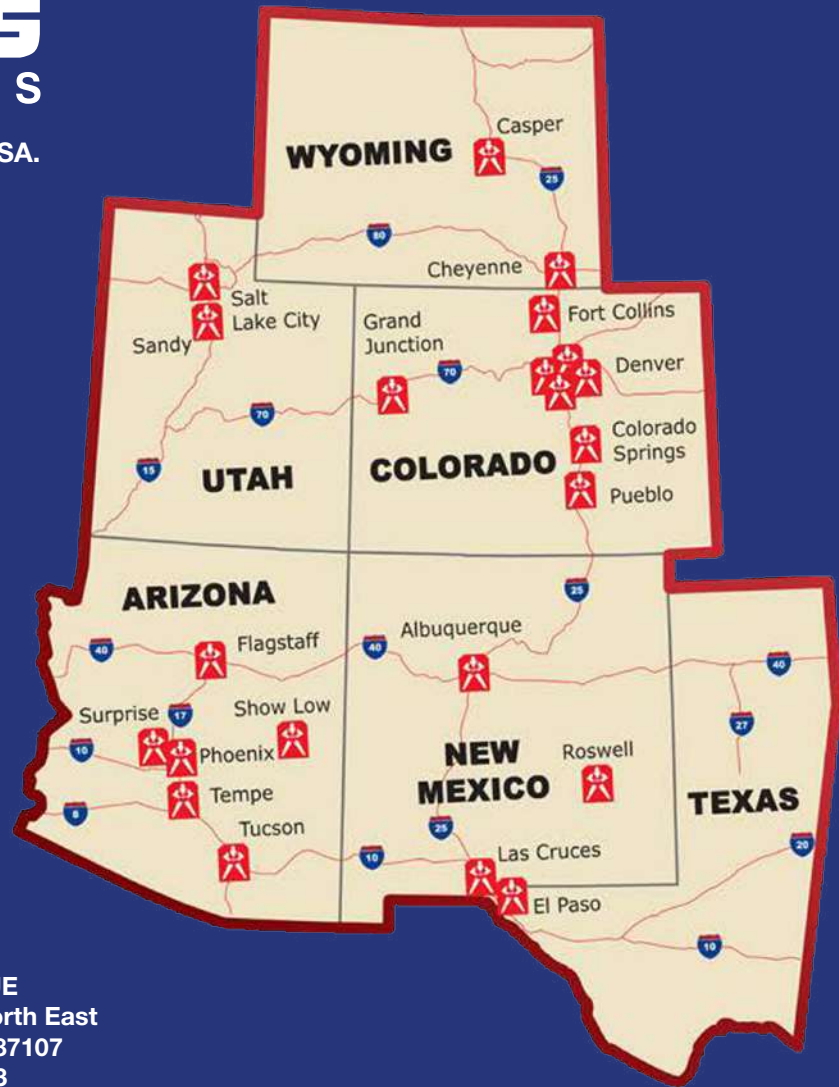 S
SA.
WYOMING
Casper
25
80
Cheyenne
Salt
Lake City
Sandy
Grand
Junction
Fort Collins
70
Denver
70
15
UTAH
COLORADO
Colorado
Springs
Pueblo
ARIZONA
25
Albuquerque
40
Flagstaff
40
40
Surprise
17
Show Low
27
10
Phoenix
NEW
MEXICO
Roswell
TEXAS
8
Tempe
Tucson
25
10
Las Cruces
20
El Paso
10
orth East
87107